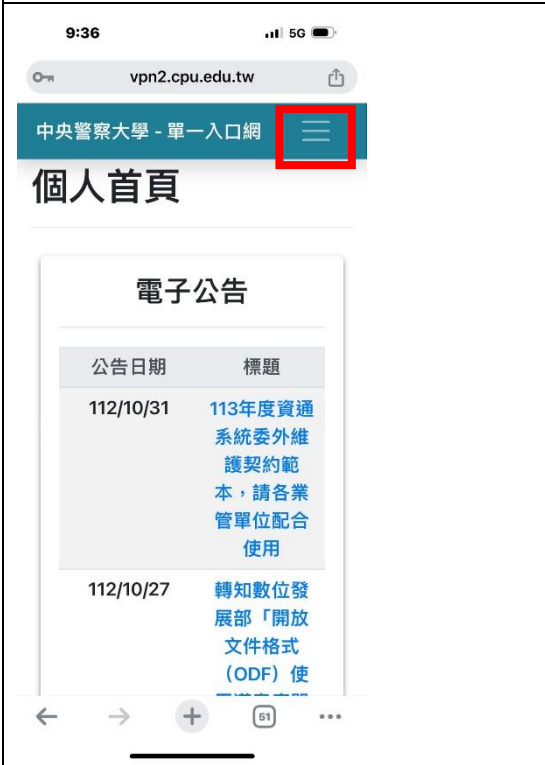 9:36
5G
vpn2.cpu.edu.tw
中央警察大學 - 單一入口網
個人首頁
電子公告
公告日期 標題
112/10/31 113年度資通
系統委外維
護契約範
本，請各業
管單位配合
使用
112/10/27 轉知數位發
展部「開放
文件格式
（ODF）使
51